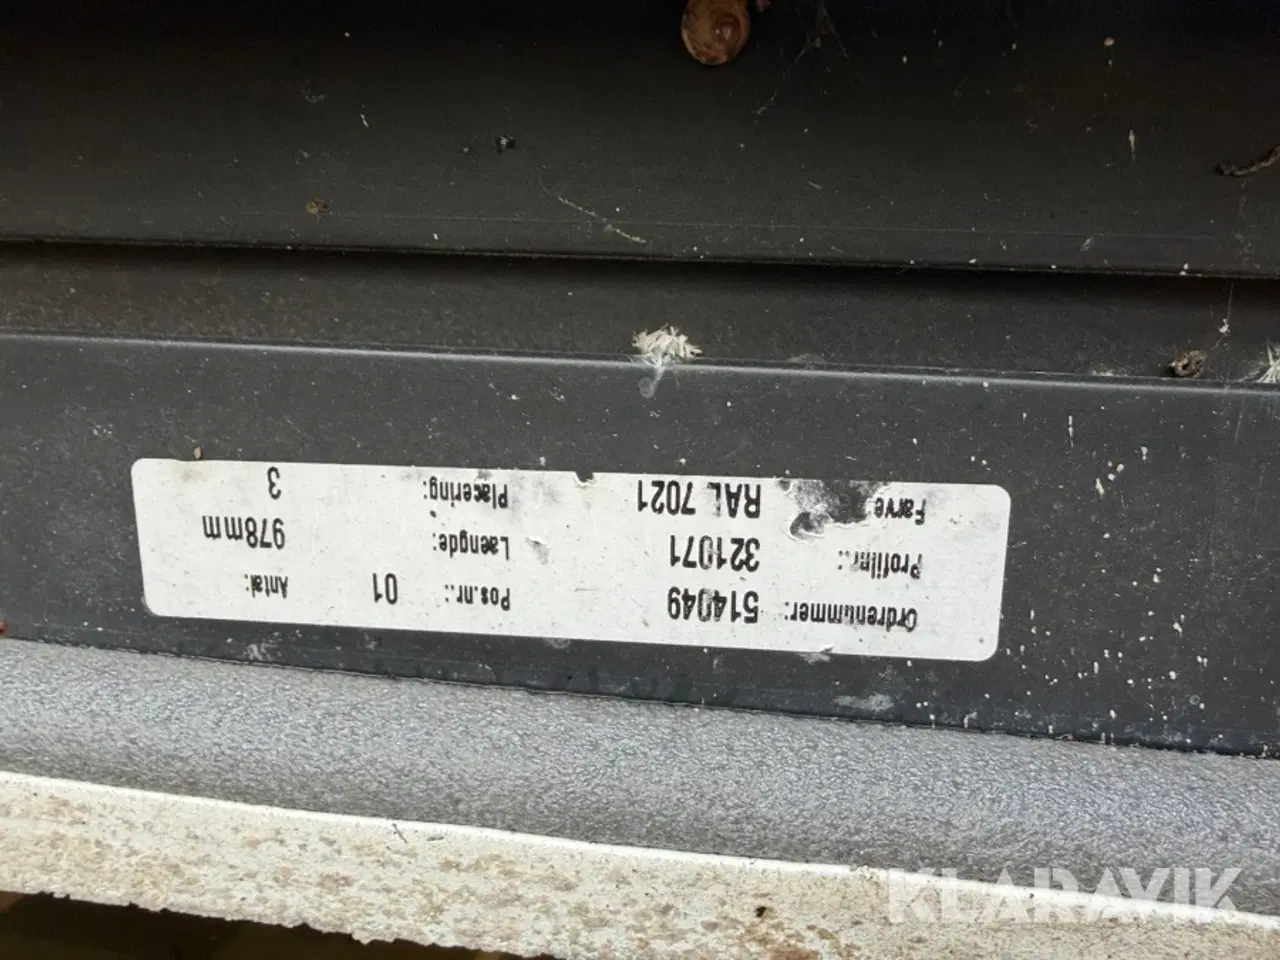 Ordrenummer: 514049 Pos.nr.: 01 Antal:
Profilnr.: 321071 Laengde: 978mm
Farve: RAL 7021 Placering: 3
KLARAVIK